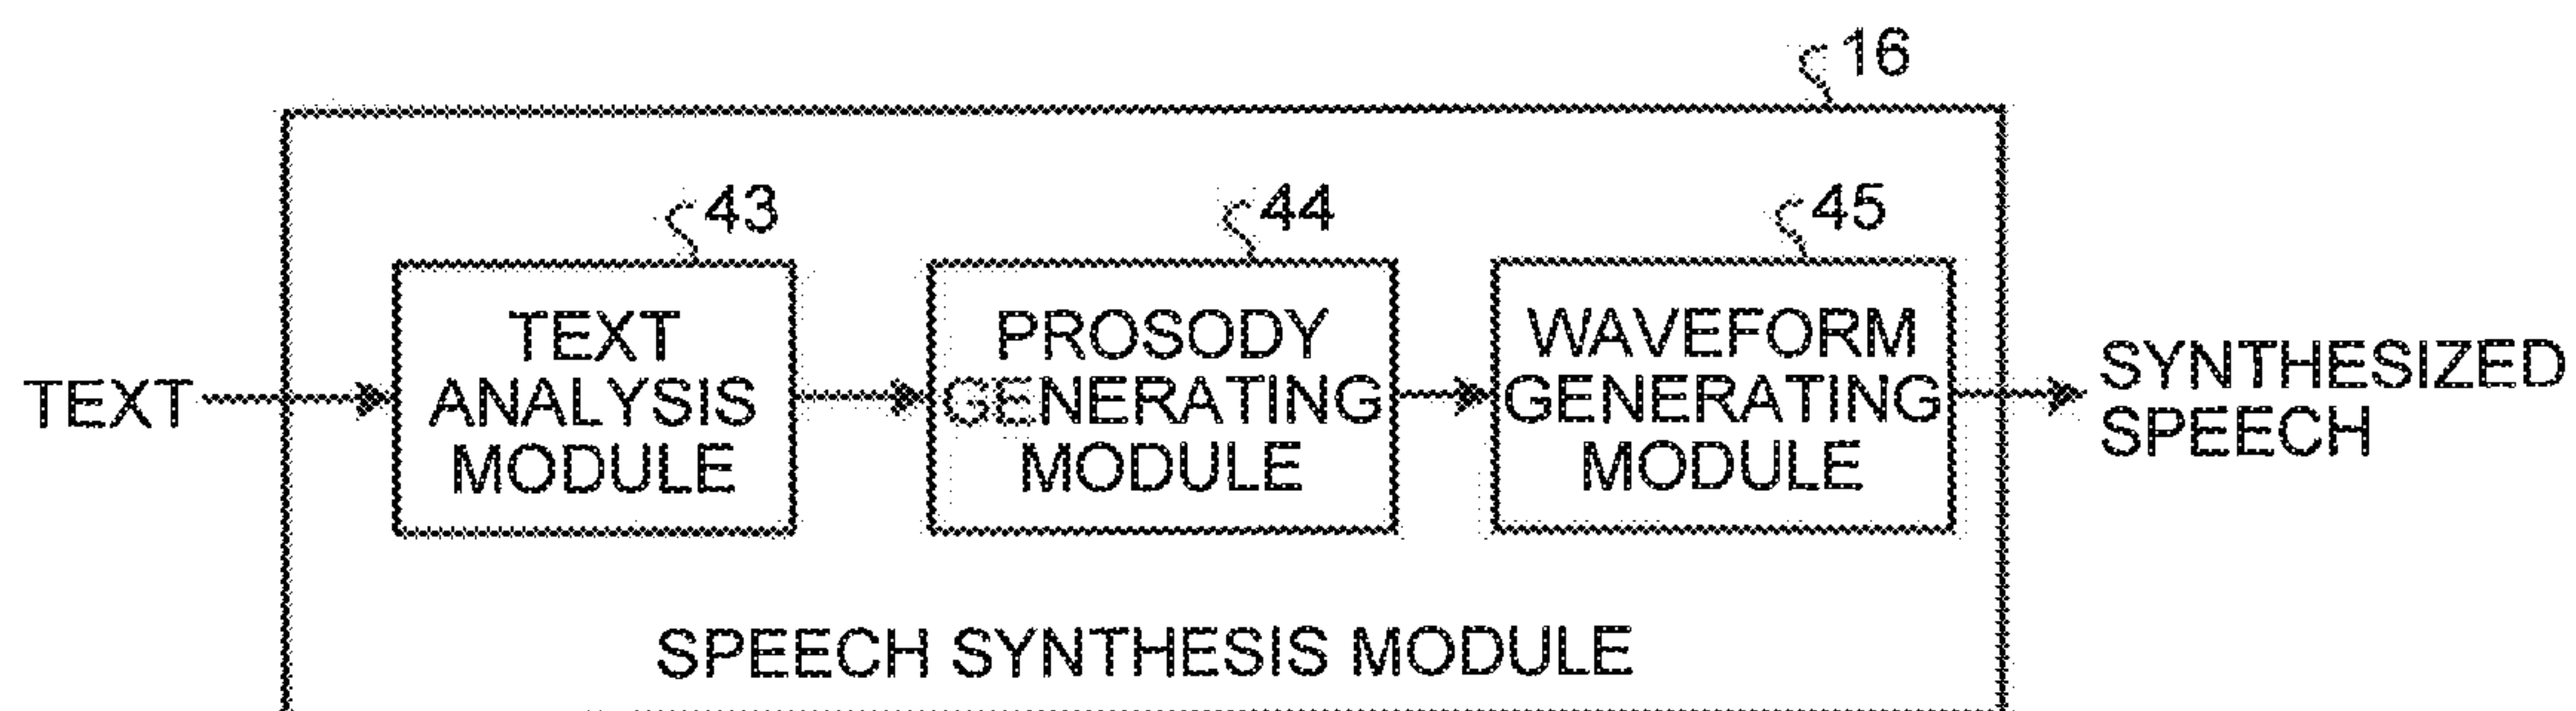 16
43
44
45
TEXT
TEXT
ANALYSIS
MODULE
PROSODY
GENERATING
MODULE
WAVEFORM
GENERATING
MODULE
SYNTHESIZED
SPEECH
SPEECH SYNTHESIS MODULE